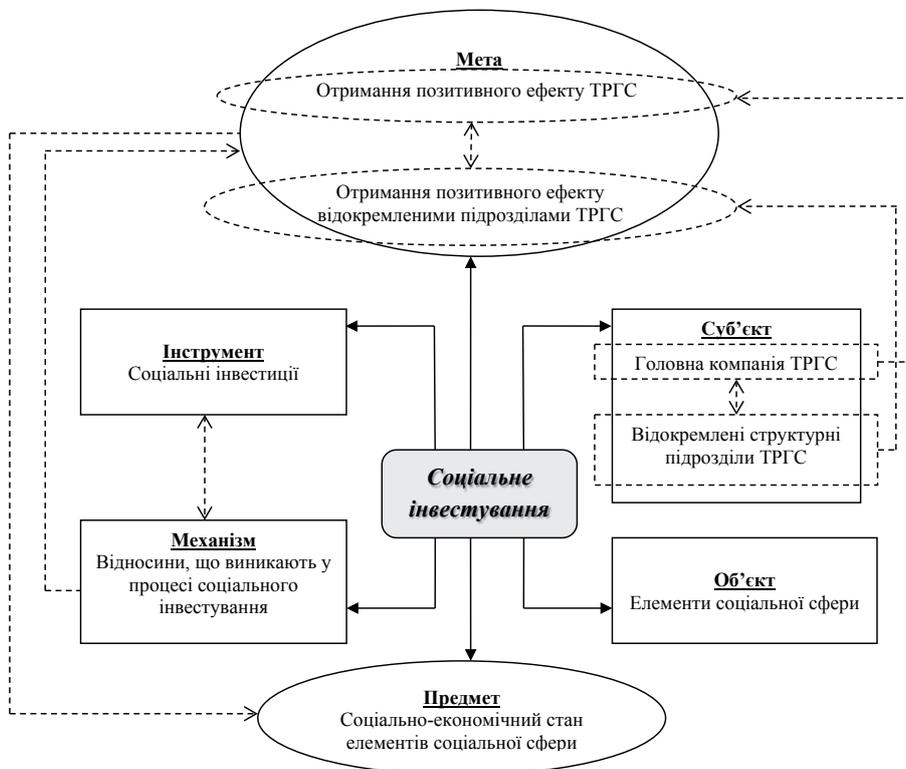 Мета
Отримання позитивного ефекту ТРГС
Отримання позитивного ефекту
відокремленими підрозділами ТРГС
Інструмент
Соціальні інвестиції
Суб’єкт
Головна компанія ТРГС
Відокремлені структурні
підрозділи ТРГС
Соціальне
інвестування
Механізм
Відносини, що виникають у
процесі соціального
інвестування
Об’єкт
Елементи соціальної сфери
Предмет
Соціально-економічний стан
елементів соціальної сфери